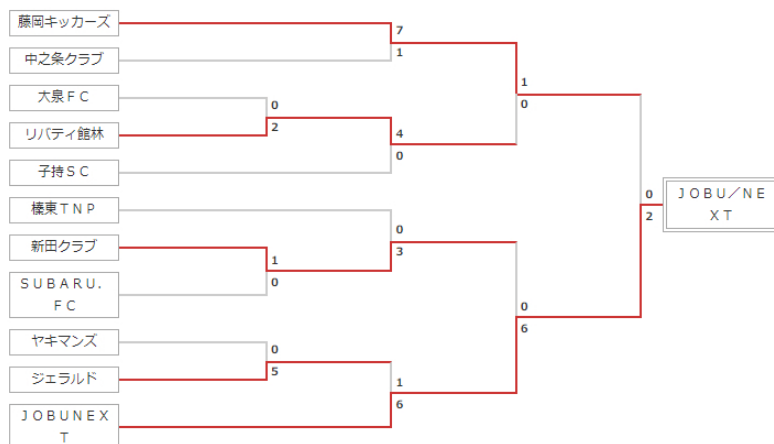 藤岡キッカーズ
7
中之条クラブ
1
1
大泉ＦＣ
0
0
リバティ館林
2
4
子持ＳＣ
0
0
ＪＯＢＵ／ＮＥ
ＸＴ
2
榛東ＴＮＰ
0
新田クラブ
3
1
ＳＵＢＡＲＵ．
ＦＣ
0
0
6
ヤキマンズ
0
ジェラルド
5
1
6
ＪＯＢＵＮＥＸ
Ｔ